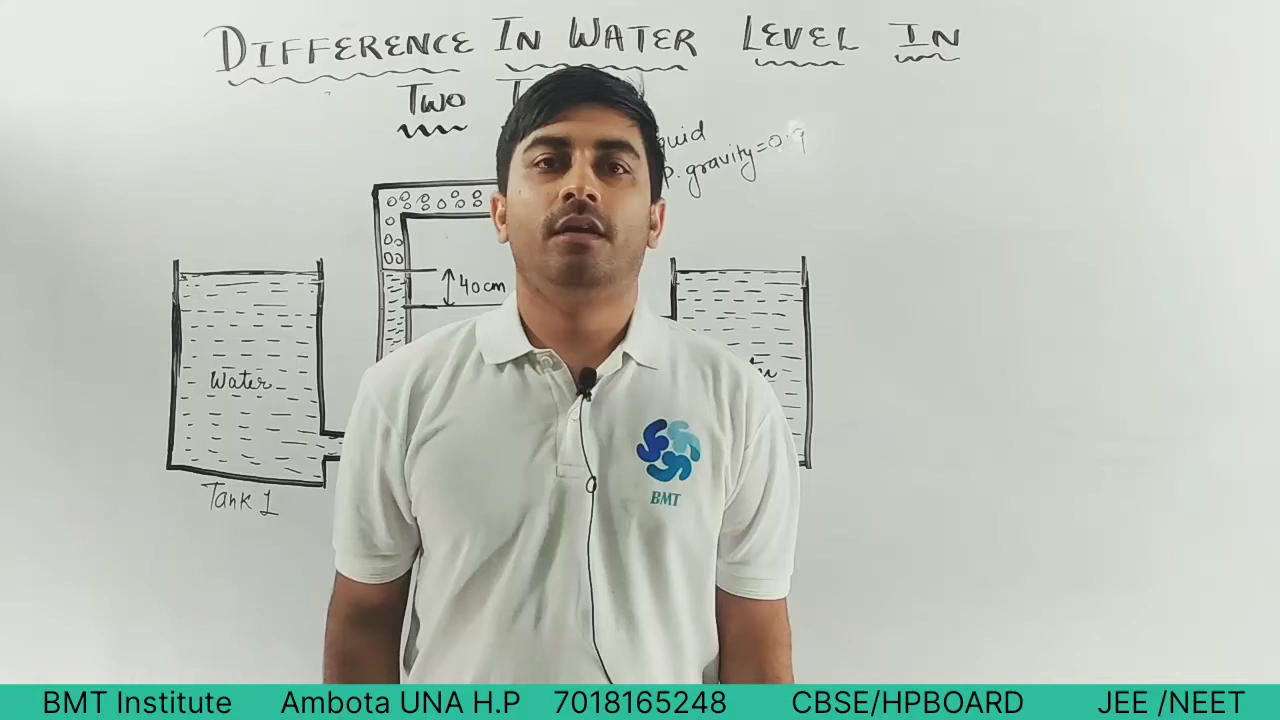 DIFFERENCE IN WATER LEVEL IN
TWO
p. gravity=0.9
40cm
Water
Tank 1
BMT
BMT Institute Ambota UNA H.P 7018165248 CBSE/HPBOARD JEE /NEET